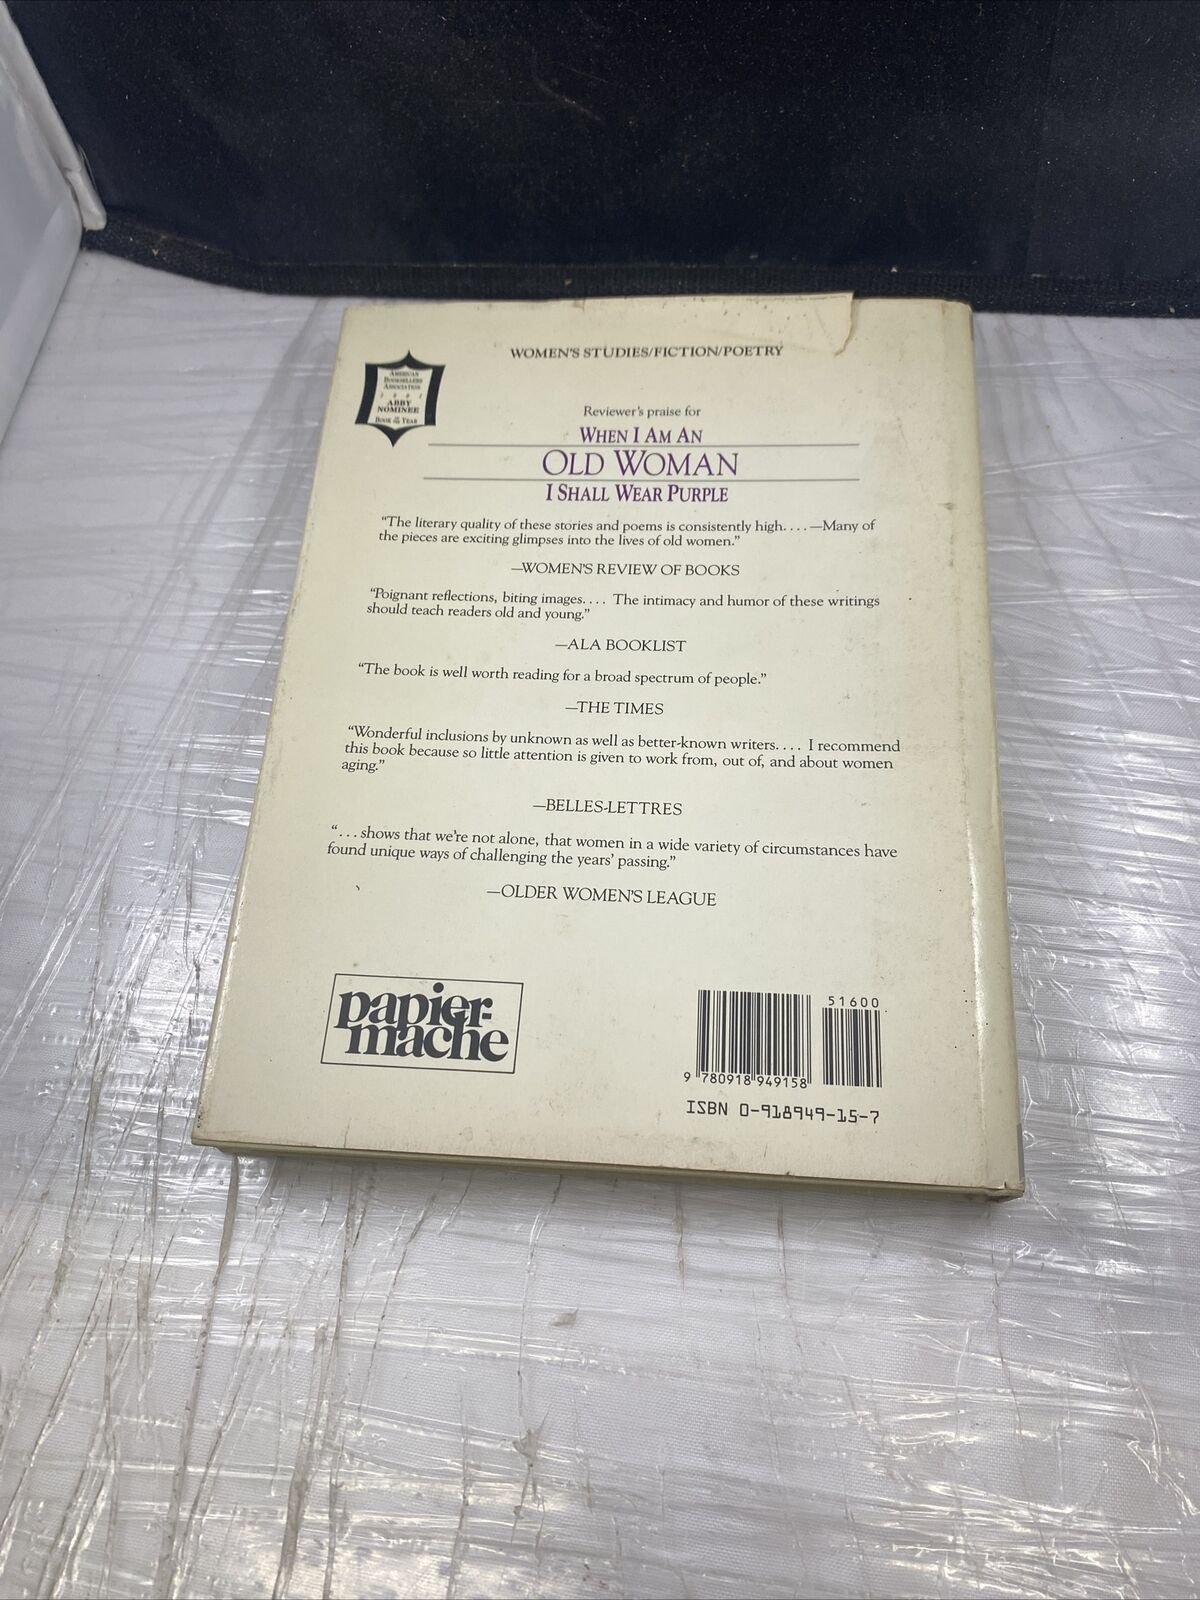 WOMEN'S STUDIES/FICTION/POETRY
AMERICAN
BOOKSELLERS
ASSOCIATION
1991
ABBY
NOMINEE
BOOK OF THE YEAR
Reviewer's praise for
WHEN I AM AN
OLD WOMAN
I SHALL WEAR PURPLE
“The literary quality of these stories and poems is consistently high. . . . —Many of
the pieces are exciting glimpses into the lives of old women.”
—WOMEN'S REVIEW OF BOOKS
“Poignant reflections, biting images. . . . The intimacy and humor of these writings
should teach readers old and young.”
—ALA BOOKLIST
“The book is well worth reading for a broad spectrum of people.”
—THE TIMES
“Wonderful inclusions by unknown as well as better-known writers. . . . I recommend
this book because so little attention is given to work from, out of, and about women
aging.”
—BELLES-LETTRES
“. . . shows that we're not alone, that women in a wide variety of circumstances have
found unique ways of challenging the years' passing.”
—OLDER WOMEN'S LEAGUE
papier-
mache
51600
9 780918 949158
ISBN 0-918949-15-7